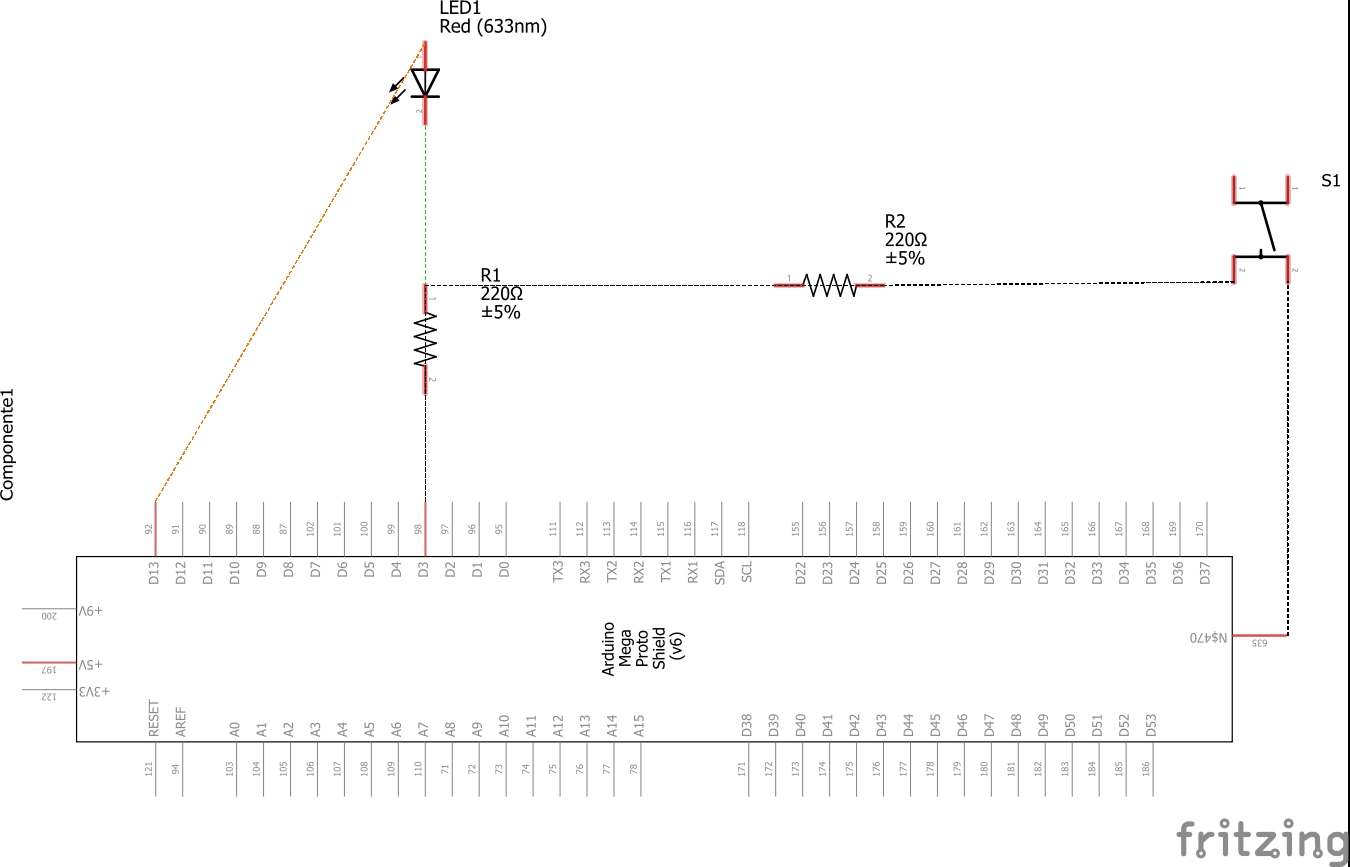 LED1
Red (633nm)
1
2
S1
1
1
2
2
R2
220Ω
±5%
1
2
R1
220Ω
±5%
1
2
Componente1
92 91 90 89 88 87 102 101 100 99 98 97 96 95 111 112 113 114 115 116 117 118 155 156 157 158 159 160 161 162 163 164 165 166 167 168 169 170
D13 D12 D11 D10 D9 D8 D7 D6 D5 D4 D3 D2 D1 D0 TX3 RX3 TX2 RX2 TX1 RX1 SDA SCL D22 D23 D24 D25 D26 D27 D28 D29 D30 D31 D32 D33 D34 D35 D36 D37
200 +9V
197 +5V
122 +3V3
Arduino
Mega
Proto
Shield
(v6)
N$470 635
RESET AREF A0 A1 A2 A3 A4 A5 A6 A7 A8 A9 A10 A11 A12 A13 A14 A15 D38 D39 D40 D41 D42 D43 D44 D45 D46 D47 D48 D49 D50 D51 D52 D53
121 94 103 104 105 106 107 108 109 110 71 72 73 74 75 76 77 78 171 172 173 174 175 176 177 178 179 180 181 182 183 184 185 186
fritzing